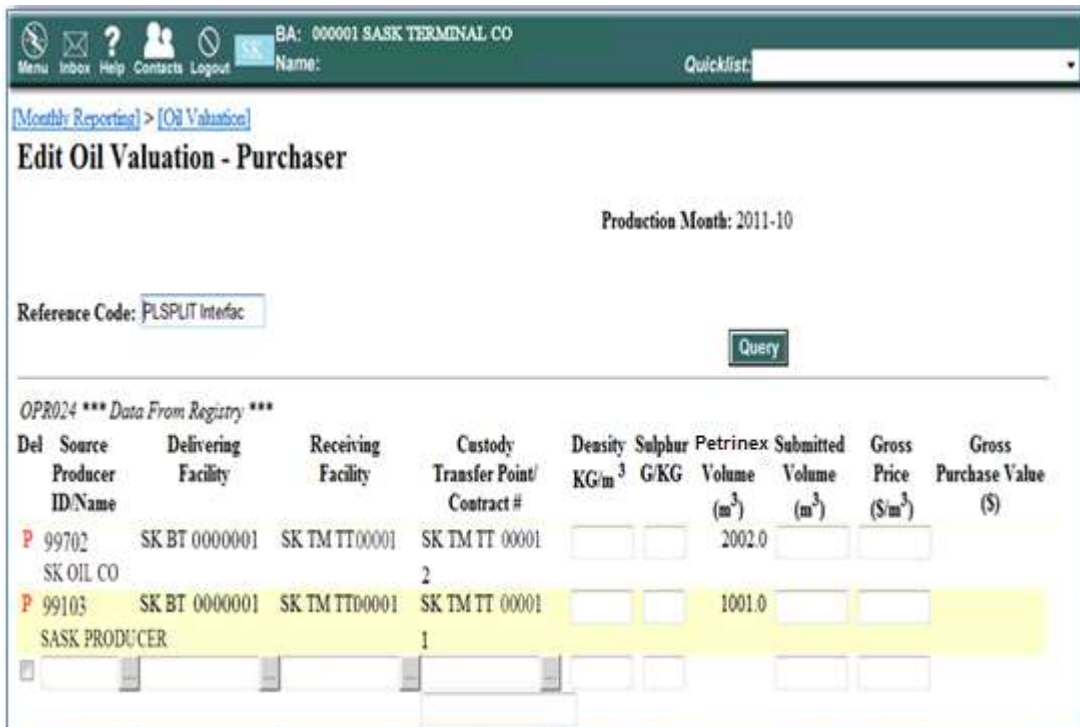 BA: 000001 SASK TERMINAL CO
SK
Menu Inbox Help Contacts Logout Name: Quicklist:
[Monthly Reporting] > [Oil Valuation]
Edit Oil Valuation - Purchaser
Production Month: 2011-10
Reference Code: PLSPLIT Interfac
Query
OPR024 *** Data From Registry ***
Del Source Delivering Receiving Custody Density Sulphur Petrinex Submitted Gross Gross
Producer Facility Facility Transfer Point/ KG/m³ G/KG Volume Volume Price Purchase Value
ID/Name Contract # (m³) (m³) ($/m³) ($)
P 99702 SK BT 0000001 SK TM TT00001 SK TM TT 00001 2002.0
SK OIL CO 2
P 99103 SK BT 0000001 SK TM TT00001 SK TM TT 00001 1001.0
SASK PRODUCER 1
... ... ... ...